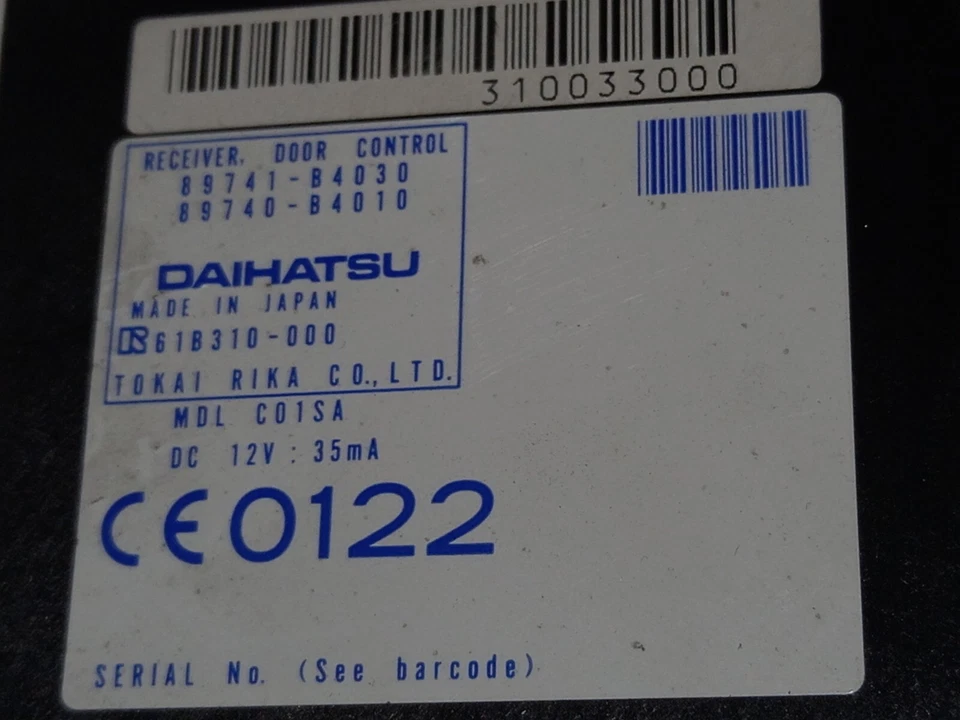 310033000
RECEIVER, DOOR CONTROL
89741-B4030
89740-B4010
DAIHATSU
MADE IN JAPAN
R 61B310-000
TOKAI RIKA CO.,LTD.
MDL C01SA
DC 12V : 35mA
CE0122
SERIAL No. (See barcode)